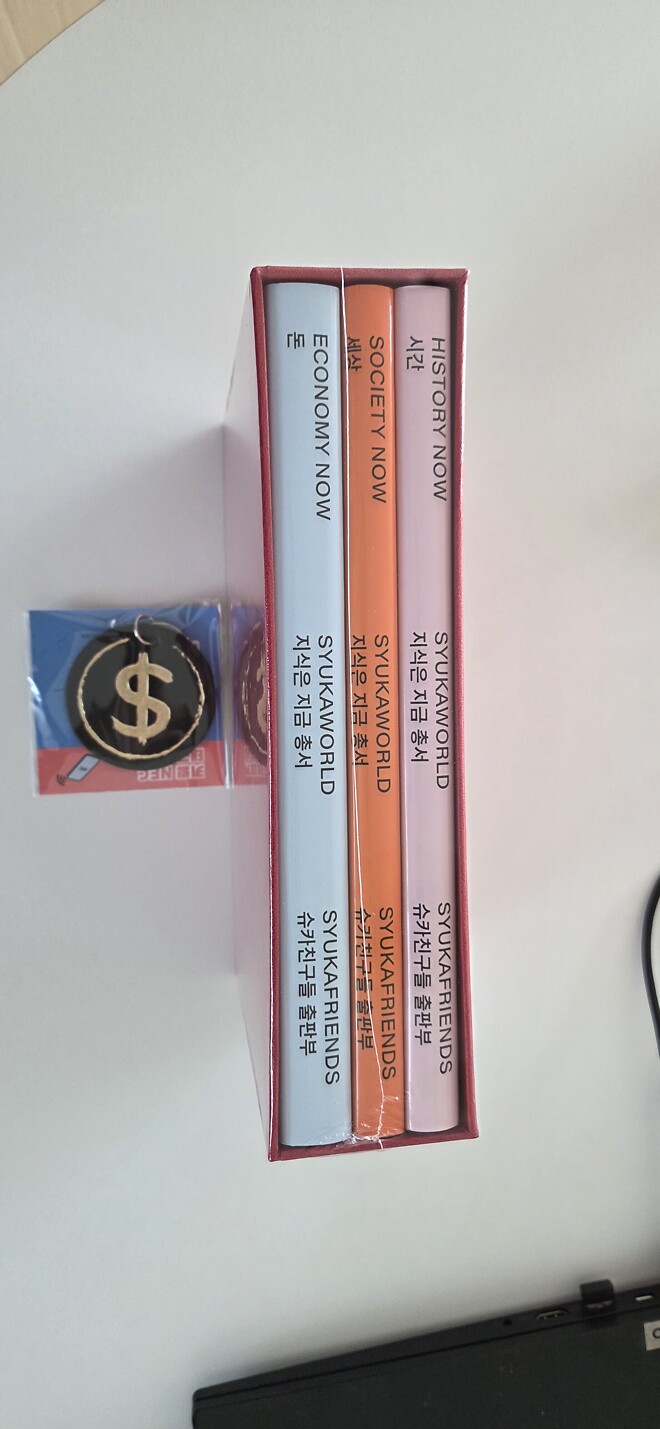 ECONOMY NOW
돈
SYUKAWORLD
지식은 지금 총서
SYUKAFRIENDS
슈카친구들 출판부
SOCIETY NOW
세상
SYUKAWORLD
지식은 지금 총서
SYUKAFRIENDS
슈카친구들 출판부
HISTORY NOW
시간
SYUKAWORLD
지식은 지금 총서
SYUKAFRIENDS
슈카친구들 출판부
$